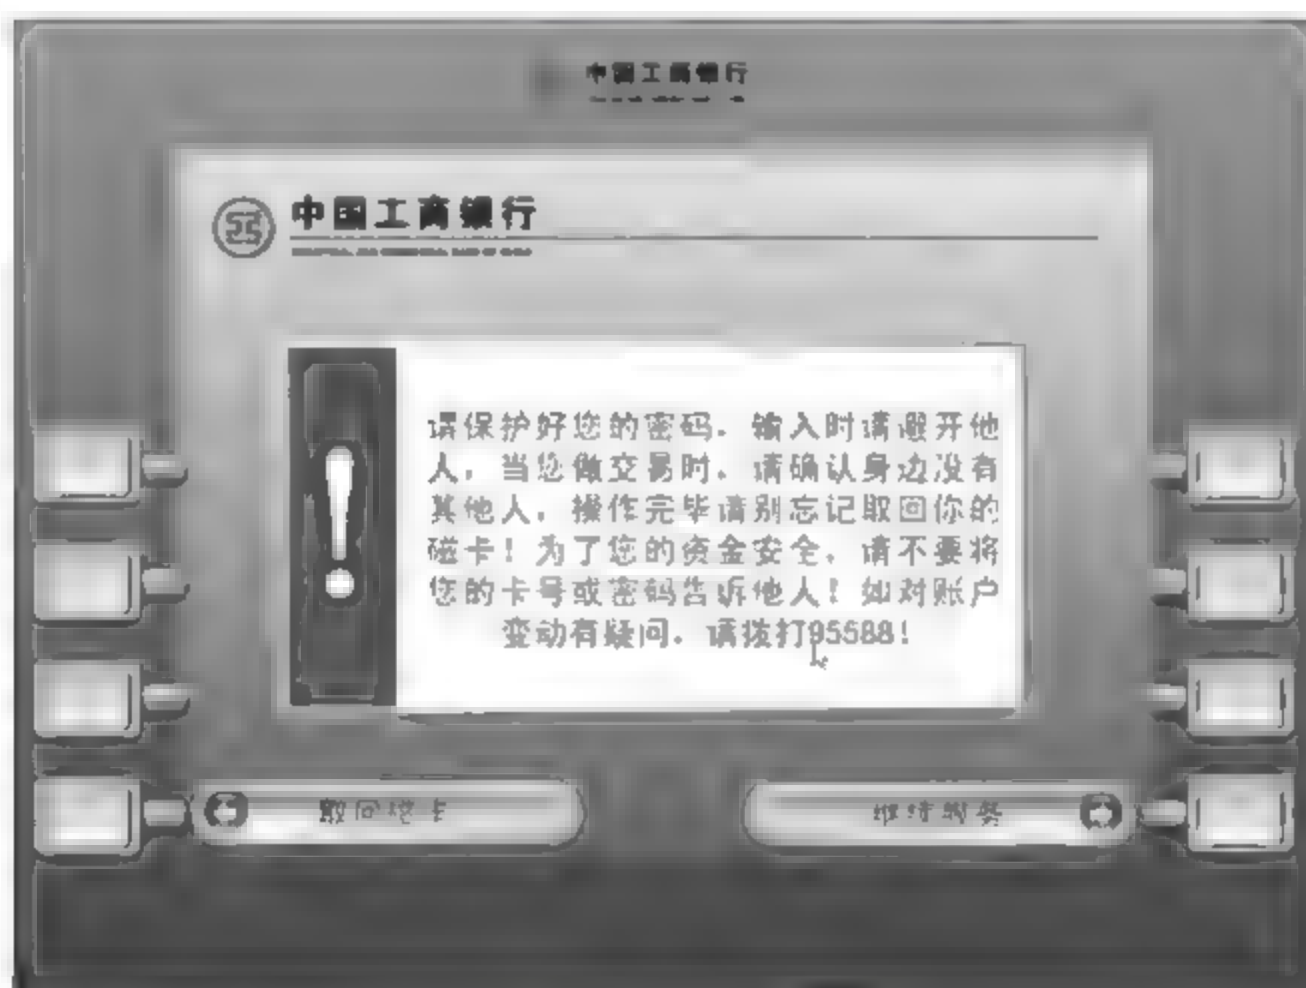 中国工商银行
中国工商银行
请保护好您的密码。输入时请避开他
人，当您做交易时，请确认身边没有
其他人，操作完毕请别忘记取回你的
磁卡！为了您的资金安全，请不要将
您的卡号或密码告诉他人！如对账户
变动有疑问，请拨打95588！
取回磁卡